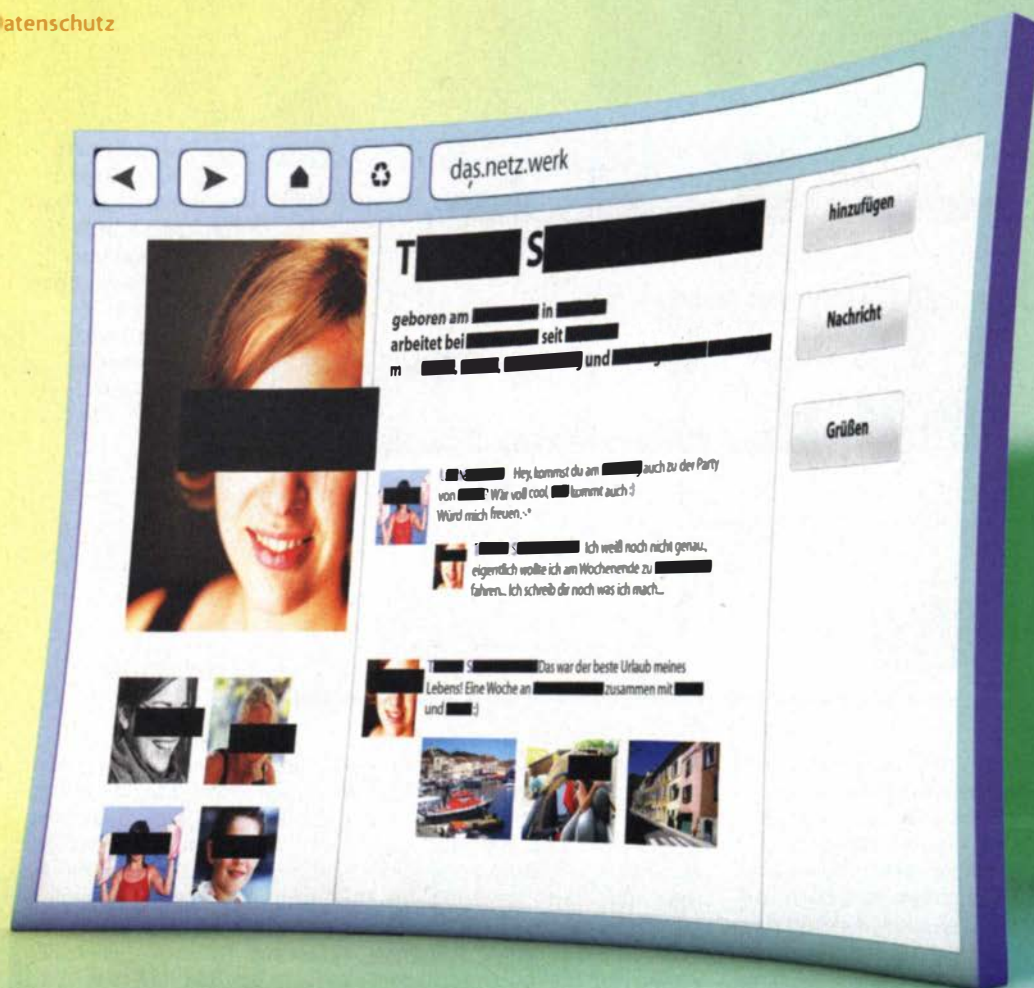 Datenschutz
das.netz.werk
hinzufügen
Nachricht
Grüßen
T S
geboren am in
arbeitet bei seit
m , , und
Hey, kommst du am auch zu der Party
von ? Wär voll cool, kommt auch :)
Würd mich freuen, -*
T S Ich weiß noch nicht genau,
eigentlich wollte ich am Wochenende zu
fahren... Ich schreib dir noch was ich mach...
T S Das war der beste Urlaub meines
Lebens! Eine Woche an zusammen mit
und :)